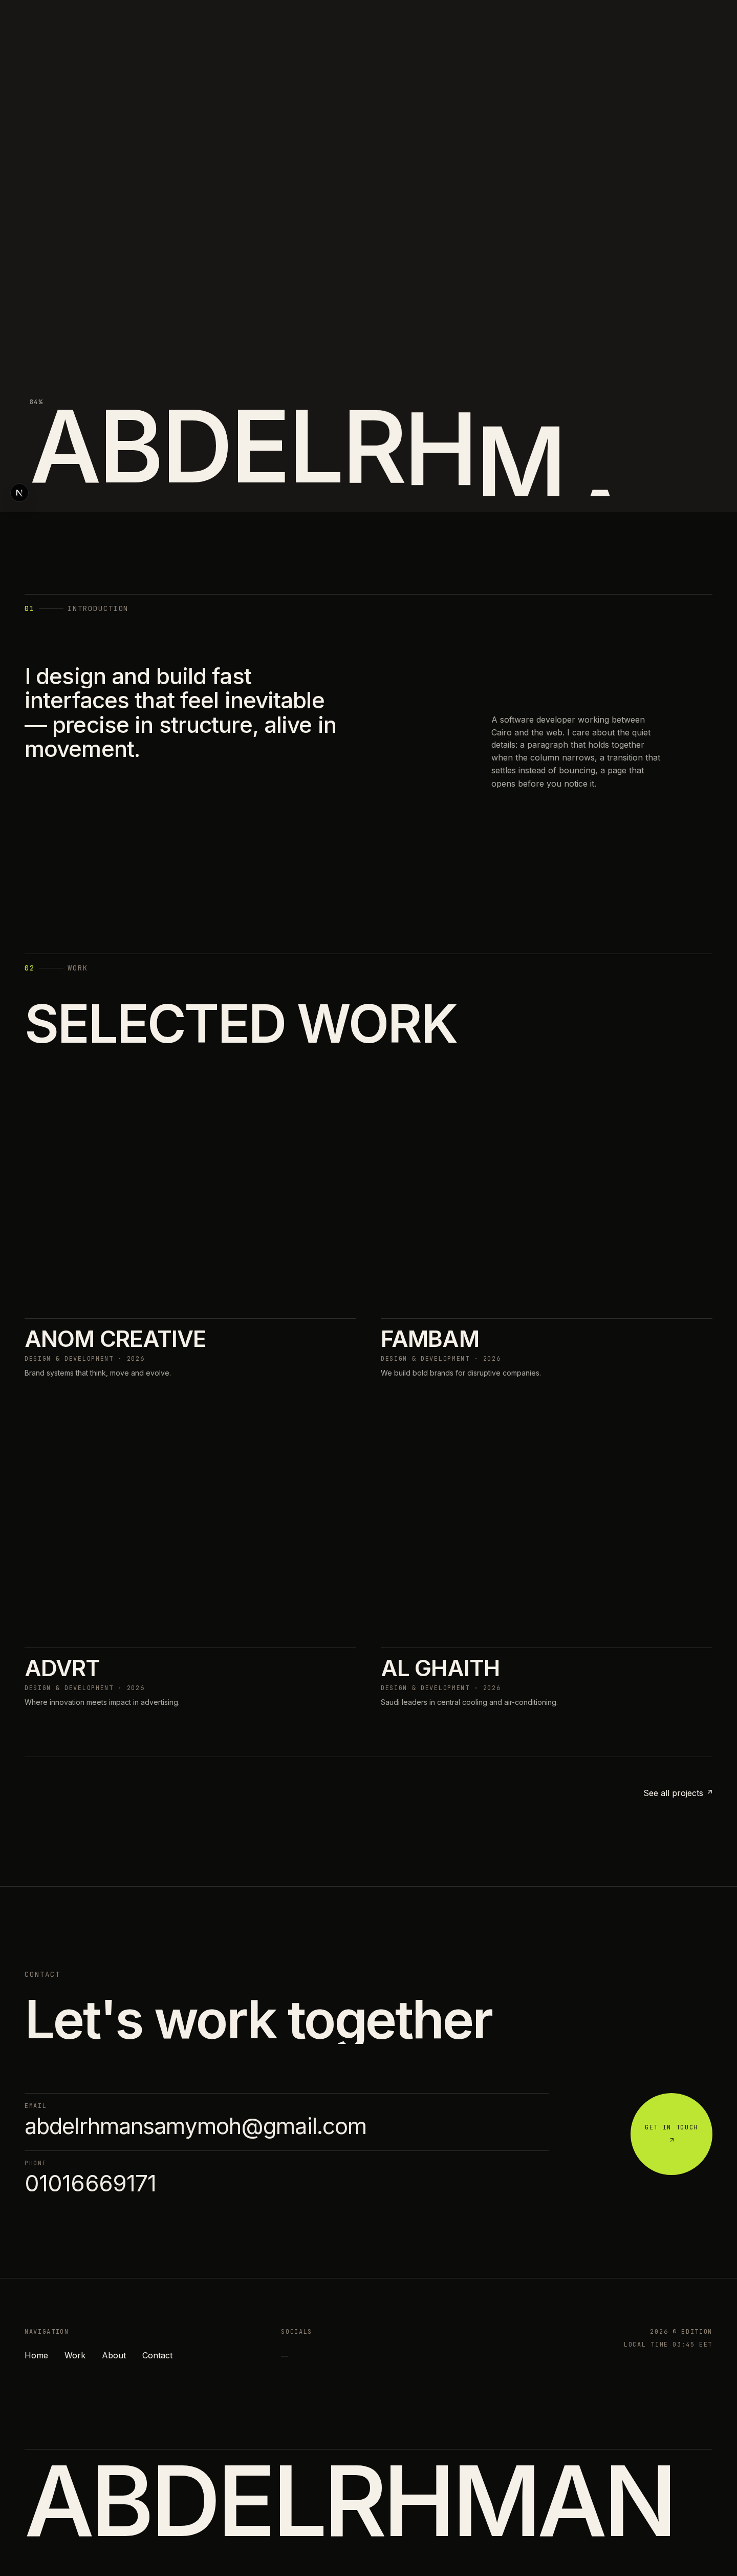 84%
ABDELRHM
N
01 INTRODUCTION
I design and build fast
interfaces that feel inevitable
— precise in structure, alive in
movement.
A software developer working between
Cairo and the web. I care about the quiet
details: a paragraph that holds together
when the column narrows, a transition that
settles instead of bouncing, a page that
opens before you notice it.
02 WORK
SELECTED WORK
ANOM CREATIVE
DESIGN & DEVELOPMENT · 2026
Brand systems that think, move and evolve.
FAMBAM
DESIGN & DEVELOPMENT · 2026
We build bold brands for disruptive companies.
ADVRT
DESIGN & DEVELOPMENT · 2026
Where innovation meets impact in advertising.
AL GHAITH
DESIGN & DEVELOPMENT · 2026
Saudi leaders in central cooling and air-conditioning.
See all projects ↗
CONTACT
Let's work together
EMAIL
abdelrhmansamymoh@gmail.com
PHONE
01016669171
GET IN TOUCH
↗
NAVIGATION
Home Work About Contact
SOCIALS
—
2026 © EDITION
LOCAL TIME 03:45 EET
ABDELRHMAN